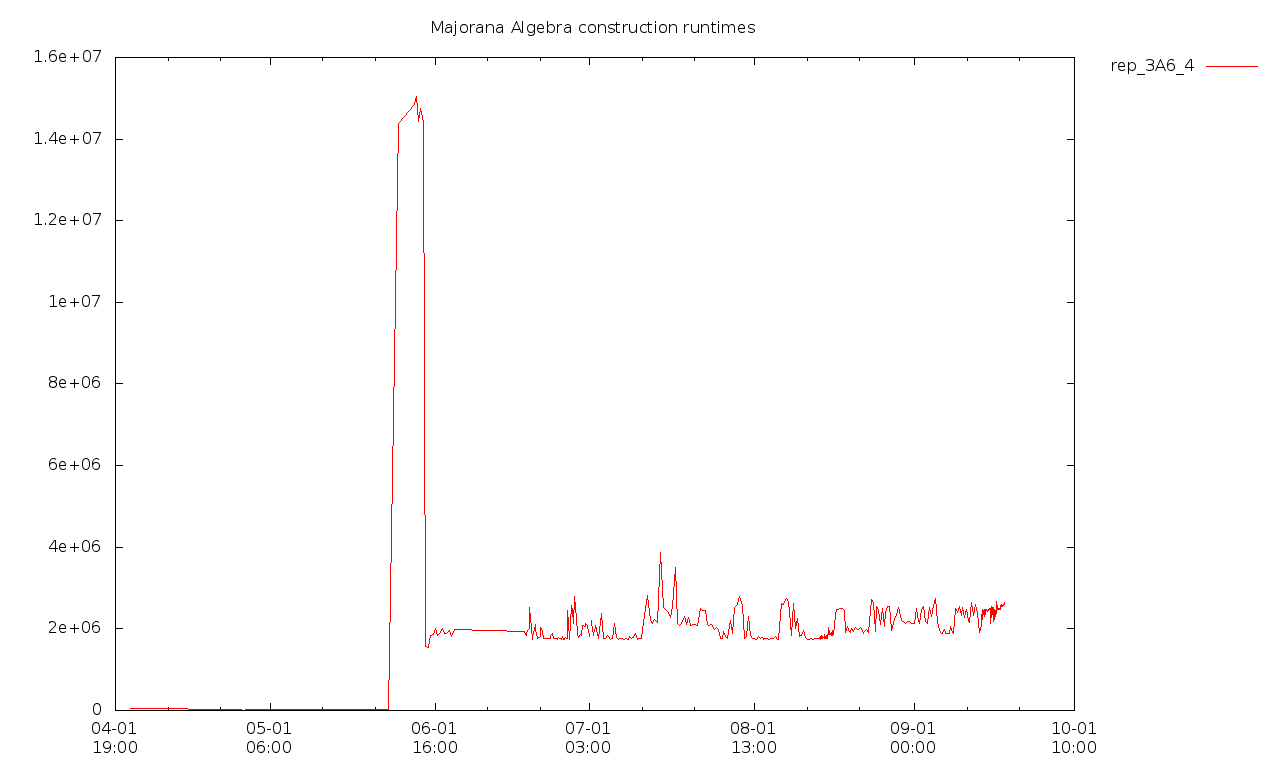 Majorana Algebra construction runtimes
1.6e+07
rep_3A6_4
1.4e+07
1.2e+07
1e+07
8e+06
6e+06
4e+06
2e+06
0
04-01 05-01 06-01 07-01 08-01 09-01 10-01
19:00 06:00 16:00 03:00 13:00 00:00 10:00